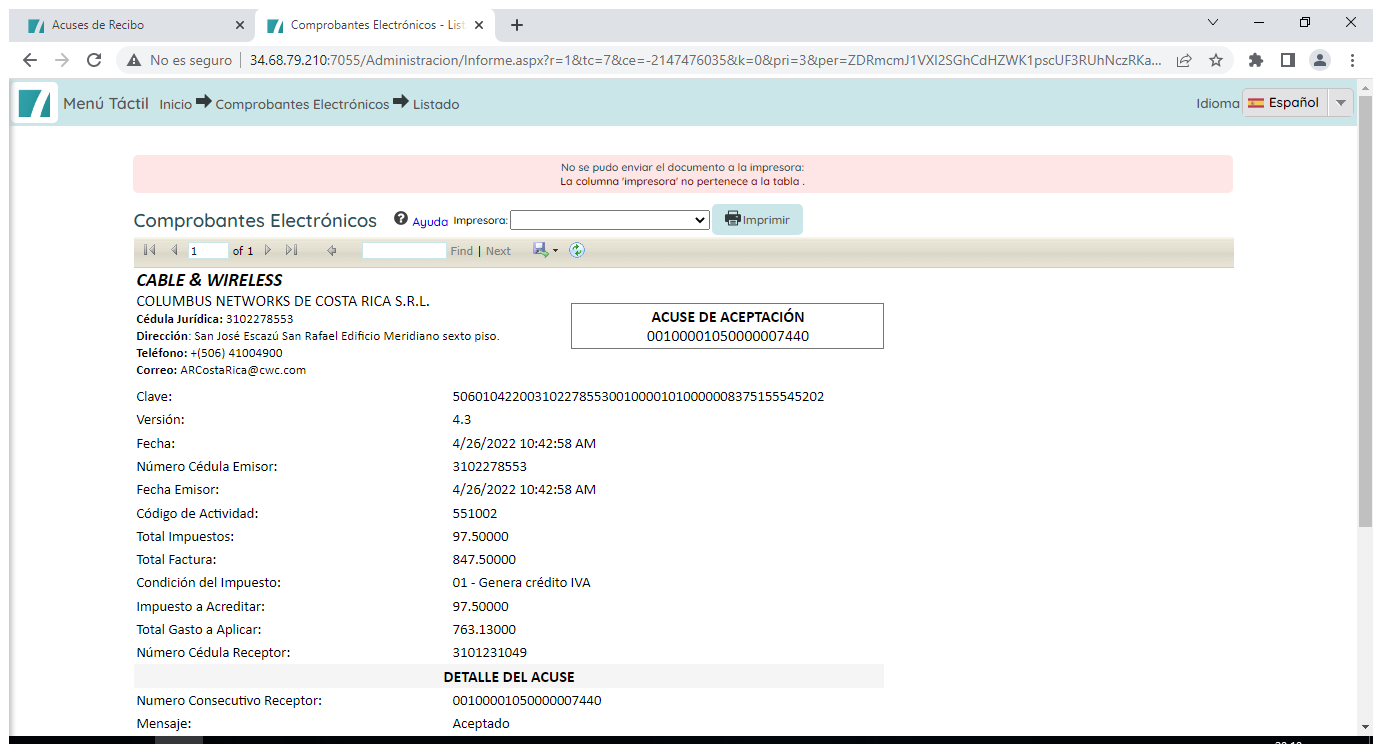 Acuses de Recibo
Comprobantes Electrónicos - List
No es seguro
34.68.79.210:7055/Administracion/Informe.aspx?r=1&tc=7&ce=-2147476035&k=0&pri=3&per=ZDRmcmJ1VXl2SGhCdHZWK1pscUF3RUhNczRKa...
Menú Táctil Inicio Comprobantes Electrónicos Listado
Idioma Español
No se pudo enviar el documento a la impresora:
La columna 'impresora' no pertenece a la tabla .
Comprobantes Electrónicos Ayuda Impresora: Imprimir
1 of 1 Find | Next
CABLE & WIRELESS
COLUMBUS NETWORKS DE COSTA RICA S.R.L.
Cédula Jurídica: 3102278553
Dirección: San José Escazú San Rafael Edificio Meridiano sexto piso.
Teléfono: +(506) 41004900
Correo: ARCostaRica@cwc.com
ACUSE DE ACEPTACIÓN
00100001050000007440
Clave: 50601042200310227855300100001010000008375155545202
Versión: 4.3
Fecha: 4/26/2022 10:42:58 AM
Número Cédula Emisor: 3102278553
Fecha Emisor: 4/26/2022 10:42:58 AM
Código de Actividad: 551002
Total Impuestos: 97.50000
Total Factura: 847.50000
Condición del Impuesto: 01 - Genera crédito IVA
Impuesto a Acreditar: 97.50000
Total Gasto a Aplicar: 763.13000
Número Cédula Receptor: 3101231049
DETALLE DEL ACUSE
Numero Consecutivo Receptor: 00100001050000007440
Mensaje: Aceptado